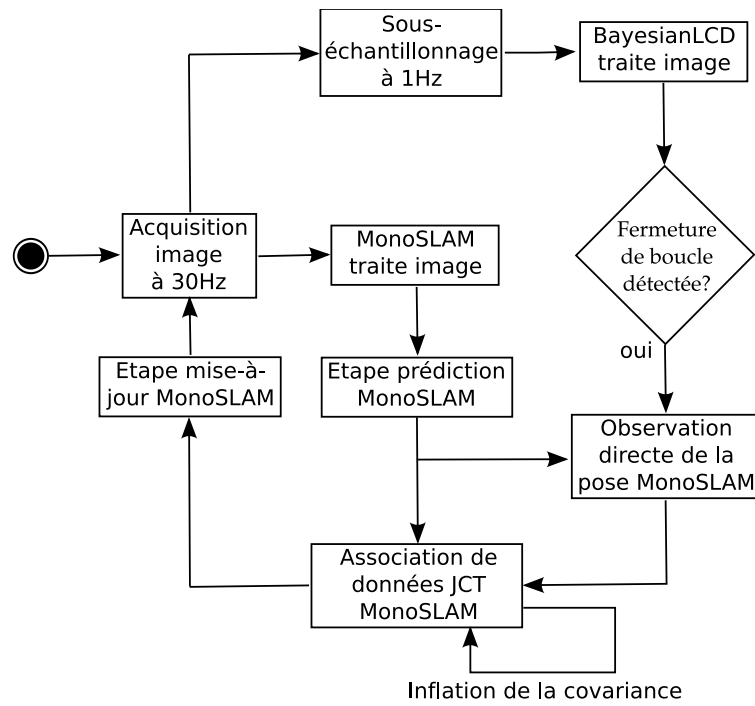 Sous-
échantillonnage
à 1Hz
BayesianLCD
traite image
Acquisition
image
à 30Hz
MonoSLAM
traite image
Fermeture
de boucle
détectée?
oui
Etape mise-à-
jour MonoSLAM
Etape prédiction
MonoSLAM
Observation
directe de la
pose MonoSLAM
Association de
données JCT
MonoSLAM
Inflation de la covariance